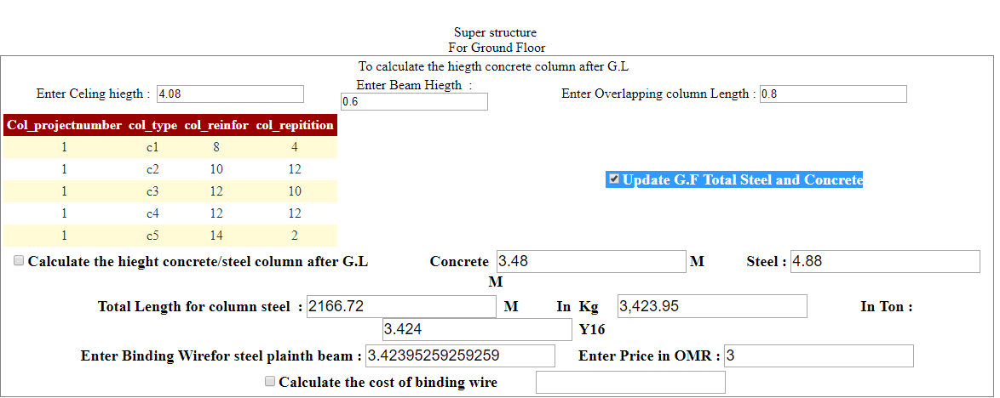 Super structure
For Ground Floor
To calculate the hiegth concrete column after G.L
Enter Celing hiegth : 4.08
Enter Beam Hiegth :
0.6
Enter Overlapping column Length : 0.8
Col_projectnumber col_type col_reinfor col_repitition
1 c1 8 4
1 c2 10 12
1 c3 12 10
1 c4 12 12
1 c5 14 2
Update G.F Total Steel and Concrete
Calculate the hieght concrete/steel column after G.L Concrete 3.48 M Steel : 4.88
M
Total Length for column steel : 2166.72 M In Kg 3,423.95 In Ton :
3.424 Y16
Enter Binding Wirefor steel plainth beam : 3.42395259259259 Enter Price in OMR : 3
Calculate the cost of binding wire